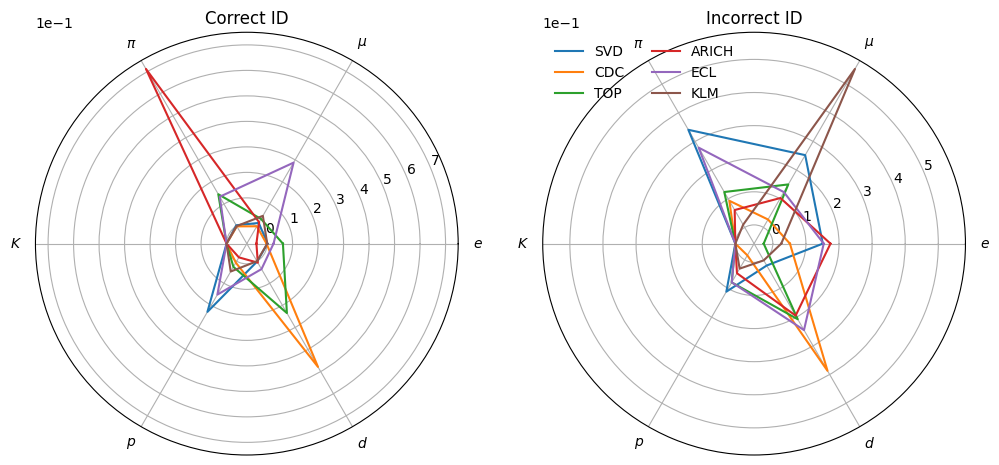 Correct ID
1e−1
π
μ
K
e
p
d
0
1
2
3
4
5
6
7
Incorrect ID
1e−1
SVD
CDC
TOP
ARICH
ECL
KLM
π
μ
K
e
p
d
0
1
2
3
4
5